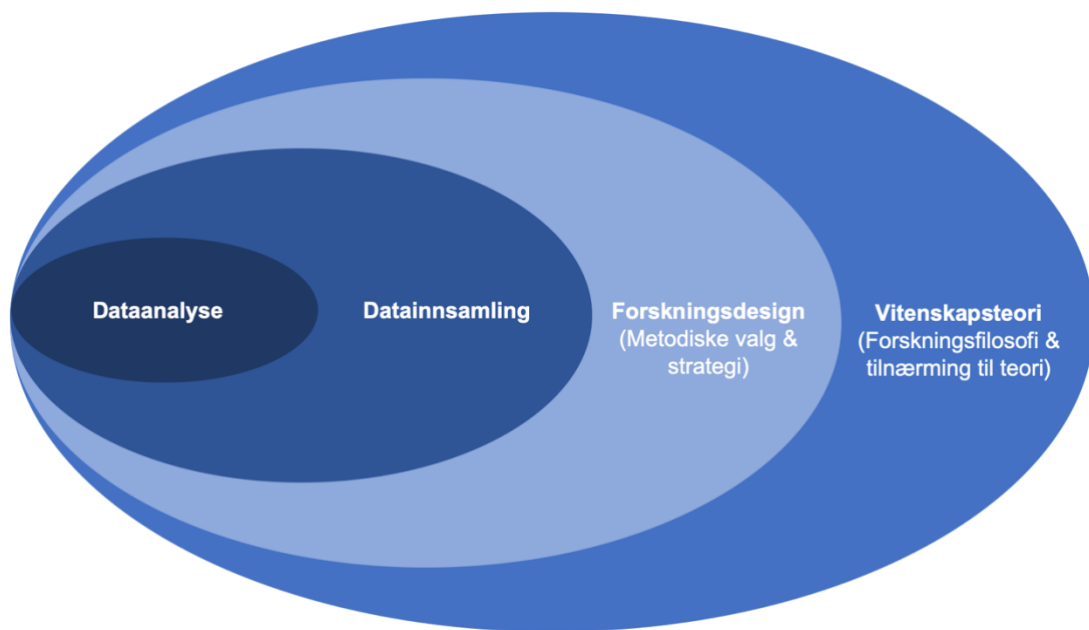 Dataanalyse
Datainnsamling
Forskningsdesign
(Metodiske valg &
strategi)
Vitenskapsteori
(Forskningsfilosofi &
tilnærming til teori)